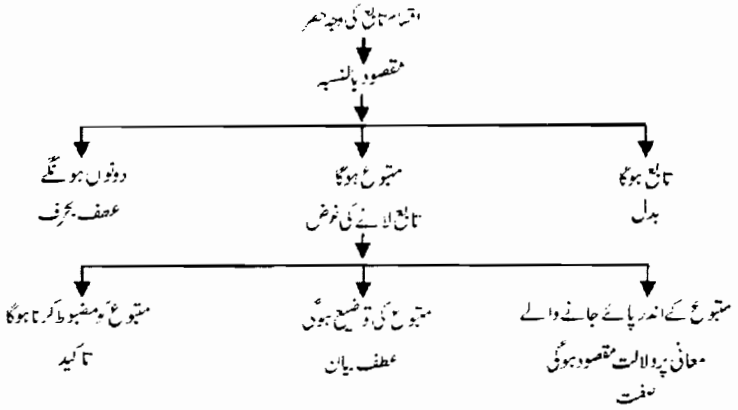 اقسام تابع کی وجہ حصر
مقصود بالنسبہ
تابع ہوگا
بدل
متبوع ہوگا
تابع لانے کی غرض
دونوں ہونگے
عطف بحرف
متبوع کے اندر پائے جانے والے
معانی پر دلالت مقصود ہوگی
صفت
متبوع کی توضیح ہوگی
عطف بیان
متبوع کو مضبوط کرنا ہوگا
تاکید